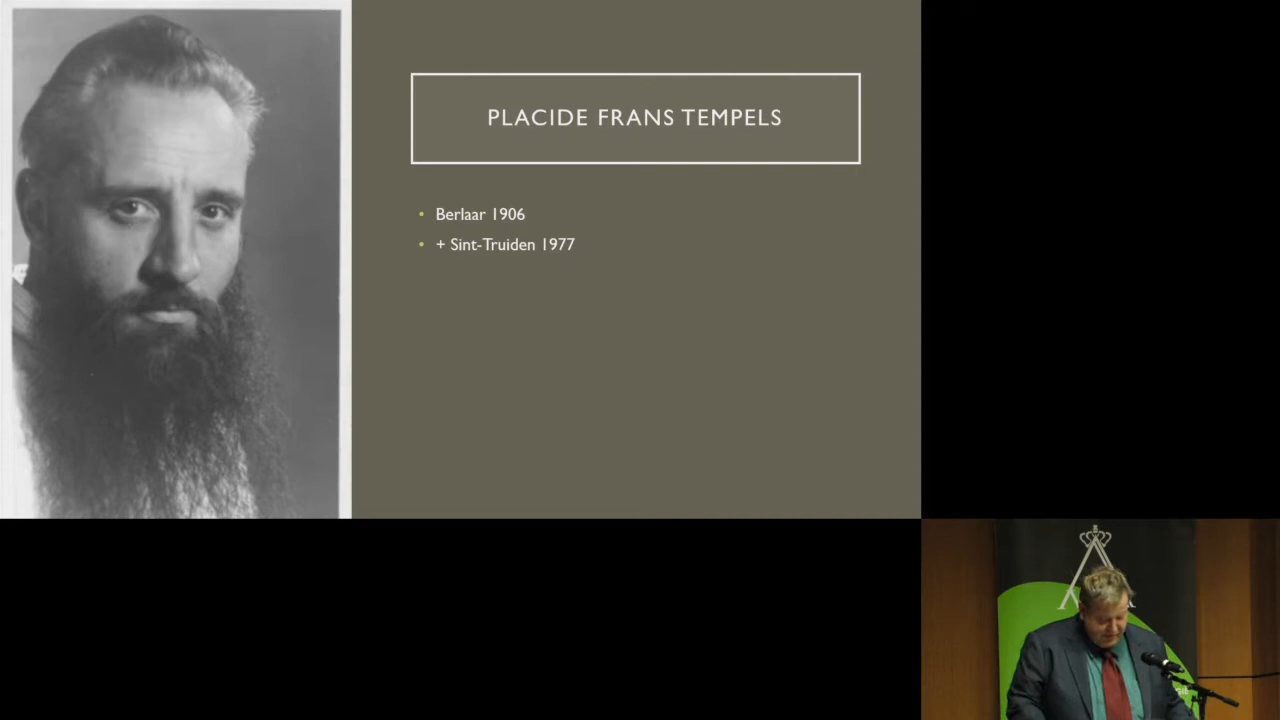 PLACIDE FRANS TEMPELS
• Berlaar 1906
• + Sint-Truiden 1977